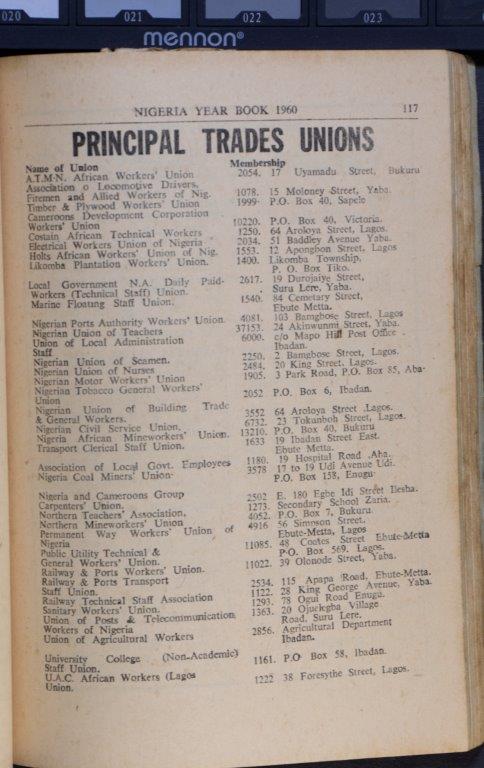 020 021 022 023
mennon®
NIGERIA YEAR BOOK 1960 117
PRINCIPAL TRADES UNIONS
Name of Union Membership
A.T.M.N. African Workers' Union 2054. 17 Uyamadu Street, Bukuru
Association o Locomotive Drivers,
Firemen and Allied Workers of Nig. 1078. 15 Moloney Street, Yaba.
Timber & Plywood Workers' Union 1999· P.O. Box 40, Sapele
Cameroons Development Corporation
Workers' Union 10220. P.O. Box 40, Victoria.
Costain African Technical Workers 1250. 64 Aroloya Street, Lagos.
Electrical Workers Union of Nigeria 2034. 51 Baddley Avenue Yaba.
Holts African Workers' Union of Nig. 1553. 12 Apongbon Street, Lagos
Likomba Plantation Workers' Union. 1400. Likomba Township,
P. O. Box Tiko.
Local Government N.A. Daily Paid- 2617. 19 Durojaiye Street,
Workers (Technical Staff) Union. Suru Lere, Yaba.
Marine Floating Staff Union. 1540. 84 Cemetary Street,
Ebute Metta.
Nigerian Ports Authority Workers' Union. 4081. 103 Bamgbose Street, Lagos
Nigerian Union of Teachers 37153. 24 Akinwunmi Street, Yaba.
Union of Local Administration 6000. c/o Mapo Hill Post Office
Staff Ibadan.
Nigerian Union of Seamen. 2250. 2 Bamgbose Street, Lagos.
Nigerian Union of Nurses 2484. 20 King Street, Lagos.
Nigerian Motor Workers' Union 1905. 3 Park Road, P.O. Box 85, Aba·
Nigerian Tobacco General Workers'
Union 2052 P.O. Box 6, Ibadan.
Nigerian Union of Building Trade
& General Workers. 3552 64 Aroloya Street ,Lagos.
Nigerian Civil Service Union. 6732. 23 Tokanboh Street, Lagos.
Nigeria African Mineworkers' Union. 13210. P.O. Box 40, Bukuru
Transport Clerical Staff Union. 1633 19 Ibadan Street East.
Ebute Metta.
Association of Local Govt. Employees 1180. 19 Hospital Road ,Aba.
Nigeria Coal Miners' Union· 3578 17 to 19 Udi Avenue Udi.
P.O. Box 158, Enugu·
Nigeria and Cameroons Group
Carpenters' Union. 2502 E. 180 Egbe Idi Street Ilesha.
Northern Teachers' Association, 1273. Secondary School Zaria.
Northern Mineworkers' Union 4052. P.O. Box 7, Bukuru.
Permanent Way Workers' Union of 4916 56 Simpson Street.
Nigeria Ebute-Metta, Lagos
Public Utility Technical & 11085. 48 Coates Street Ebute-Metta
General Workers' Union. P·O. Box 569. Lagos.
Railway & Ports Workers' Union. 11022. 39 Olonode Street, Yaba.
Railway & Ports Transport
Staff Union. 2534. 115 Apapa Road, Ebute-Metta.
Railway Technical Staff Association 1122. 28 King George Avenue, Yaba.
Sanitary Workers' Union. 1293. 78 Ogui Road Enugu.
Union of Posts & Telecommunication 1363. 20 Ojuelegba Village
Workers of Nigeria Road, Suru Lere.
Union of Agricultural Workers 2856. Agricultural Department
Ibadan.
University College (Non-Academic)
Staff Union. 1161. P.O· Box 58, Ibadan.
U.A.C. African Workers (Lagos
Union. 1222 38 Foresythe Street, Lagos.